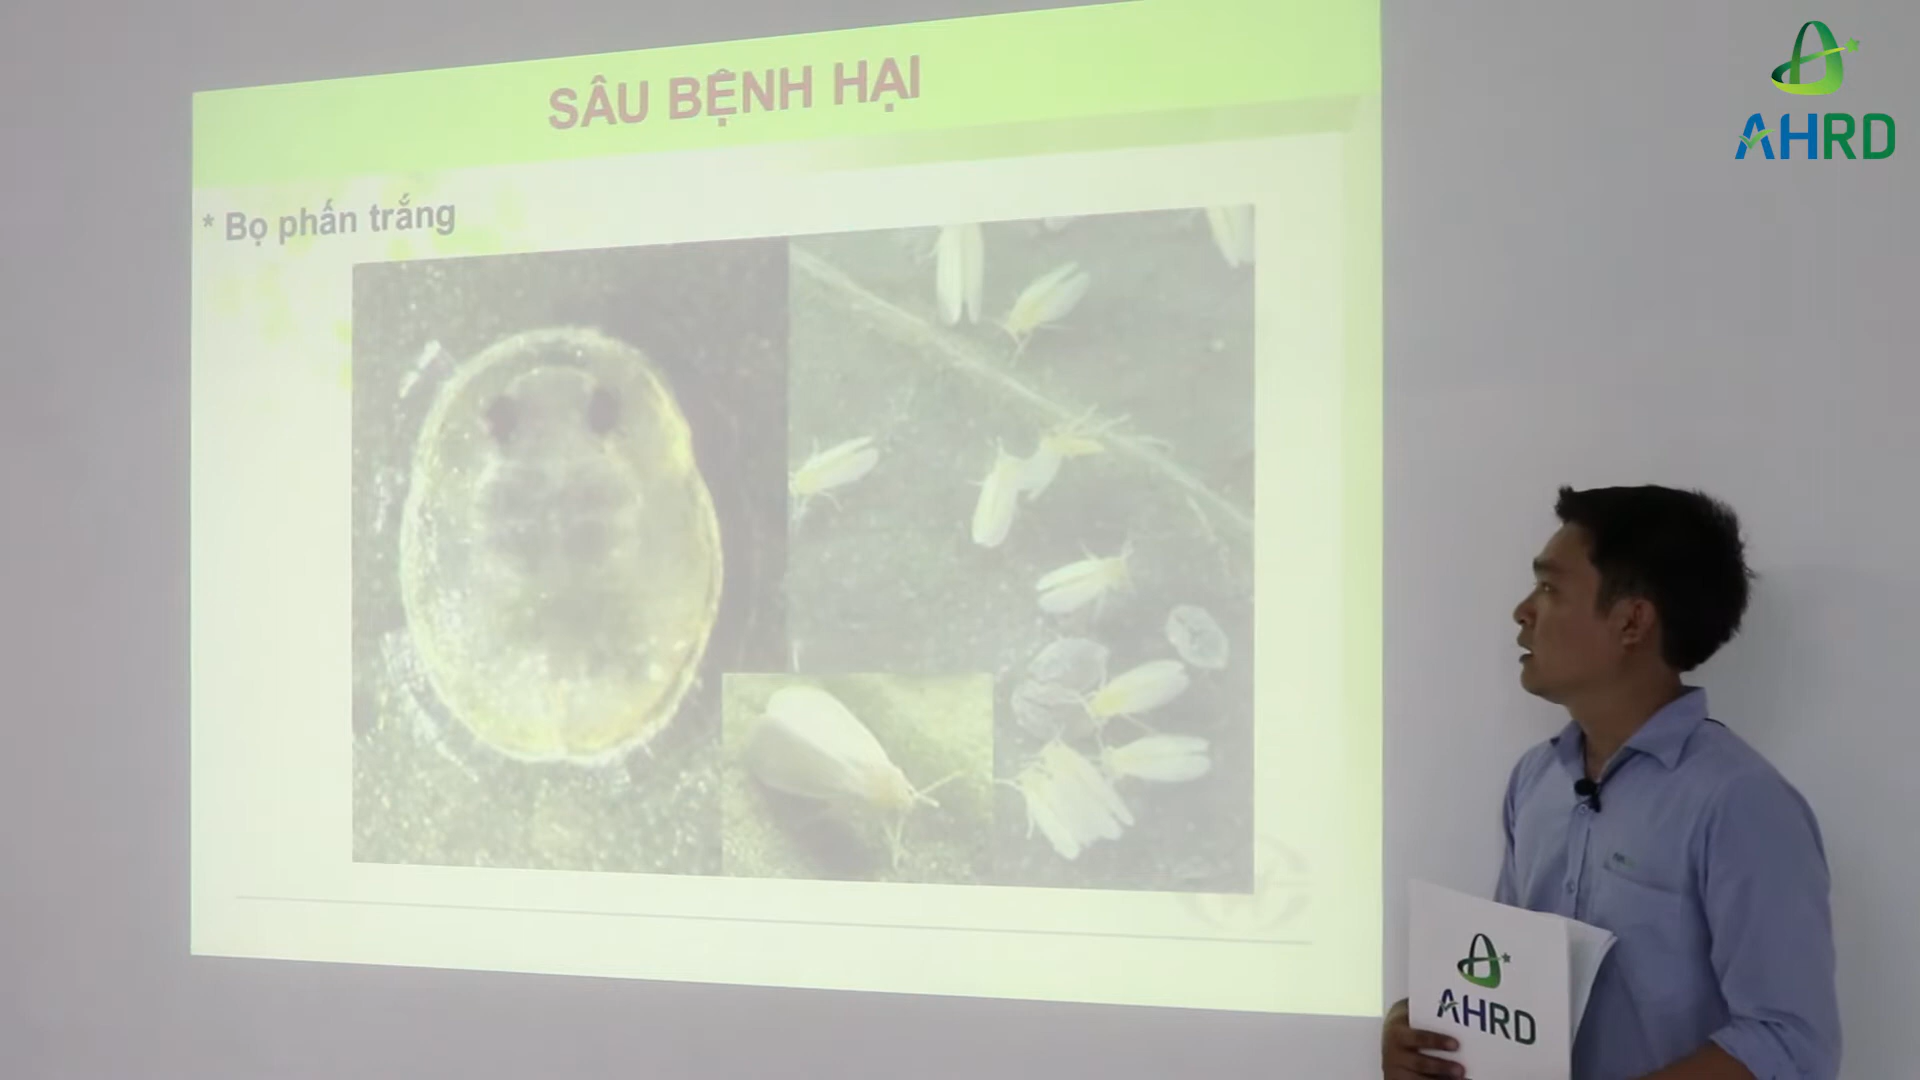 SÂU BỆNH HẠI
* Bọ phấn trắng
AHRD
AHRD